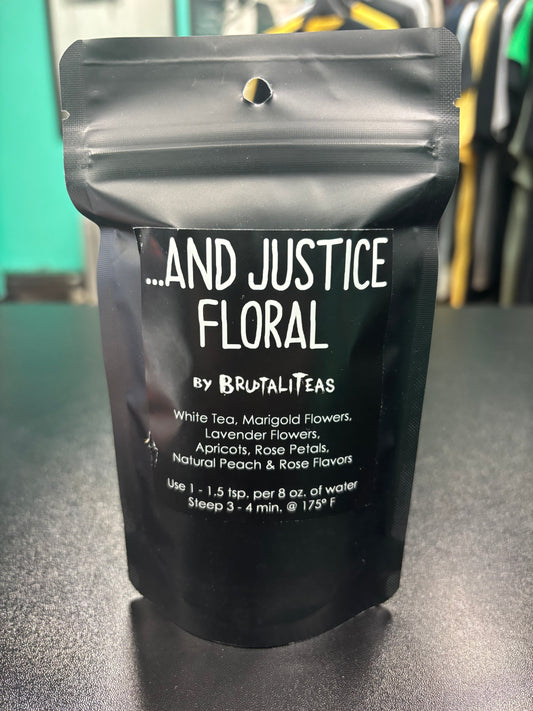 ...AND JUSTICE
FLORAL
BY BRUTALITEAS
White Tea, Marigold Flowers,
Lavender Flowers,
Apricots, Rose Petals,
Natural Peach & Rose Flavors
Use 1 - 1.5 tsp. per 8 oz. of water
Steep 3 - 4 min. @ 175° F